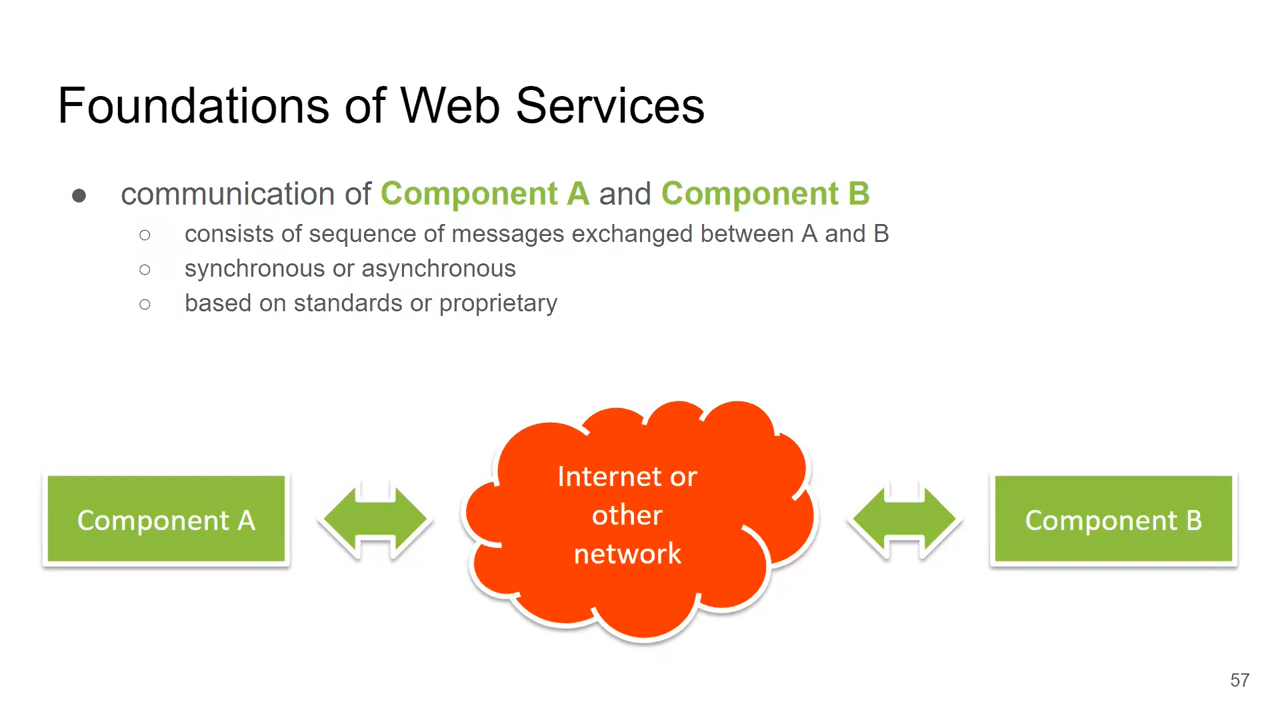 Foundations of Web Services
● communication of Component A and Component B
○ consists of sequence of messages exchanged between A and B
○ synchronous or asynchronous
○ based on standards or proprietary
Component A
Internet or
other
network
Component B
57